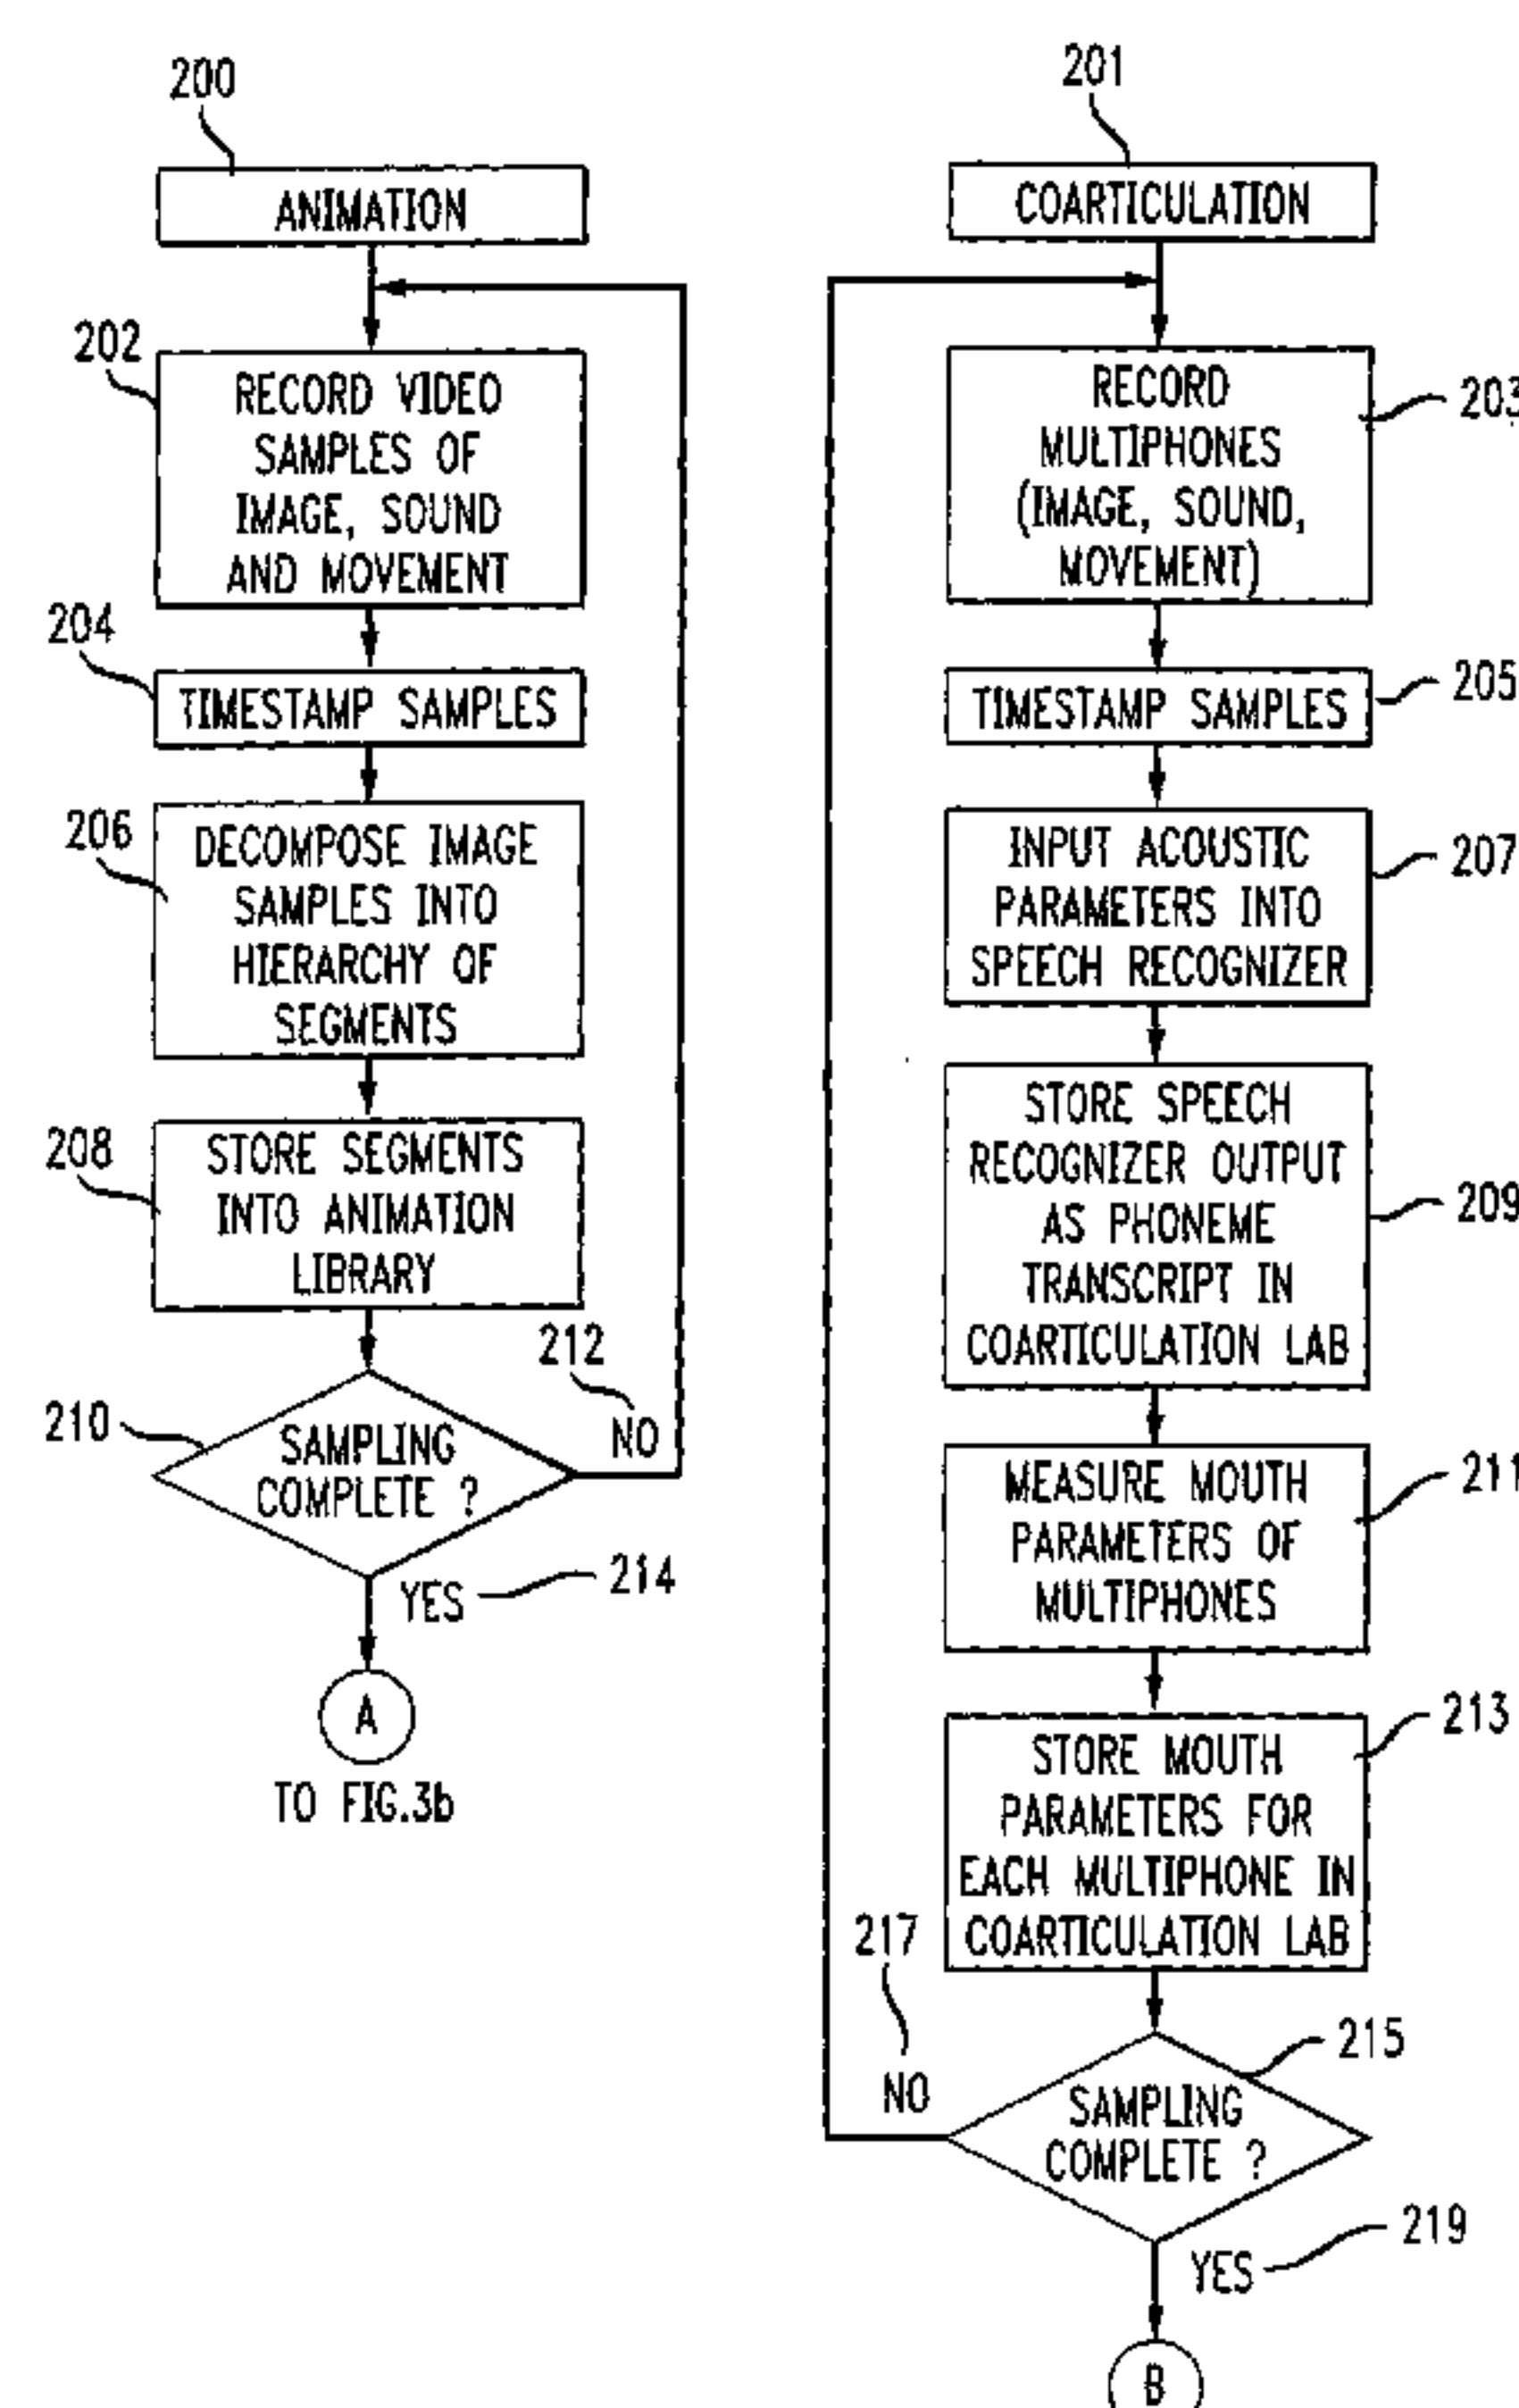 200
ANIMATION
202
RECORD VIDEO
SAMPLES OF
IMAGE, SOUND
AND MOVEMENT
204
TIMESTAMP SAMPLES
206
DECOMPOSE IMAGE
SAMPLES INTO
HIERARCHY OF
SEGMENTS
208
STORE SEGMENTS
INTO ANIMATION
LIBRARY
212
NO
210
SAMPLING
COMPLETE ?
YES
214
A
TO FIG.3b
201
COARTICULATION
203
RECORD
MULTIPHONES
(IMAGE, SOUND,
MOVEMENT)
205
TIMESTAMP SAMPLES
207
INPUT ACOUSTIC
PARAMETERS INTO
SPEECH RECOGNIZER
209
STORE SPEECH
RECOGNIZER OUTPUT
AS PHONEME
TRANSCRIPT IN
COARTICULATION LAB
211
MEASURE MOUTH
PARAMETERS OF
MULTIPHONES
213
STORE MOUTH
PARAMETERS FOR
EACH MULTIPHONE IN
COARTICULATION LAB
217
NO
215
SAMPLING
COMPLETE ?
219
YES
B